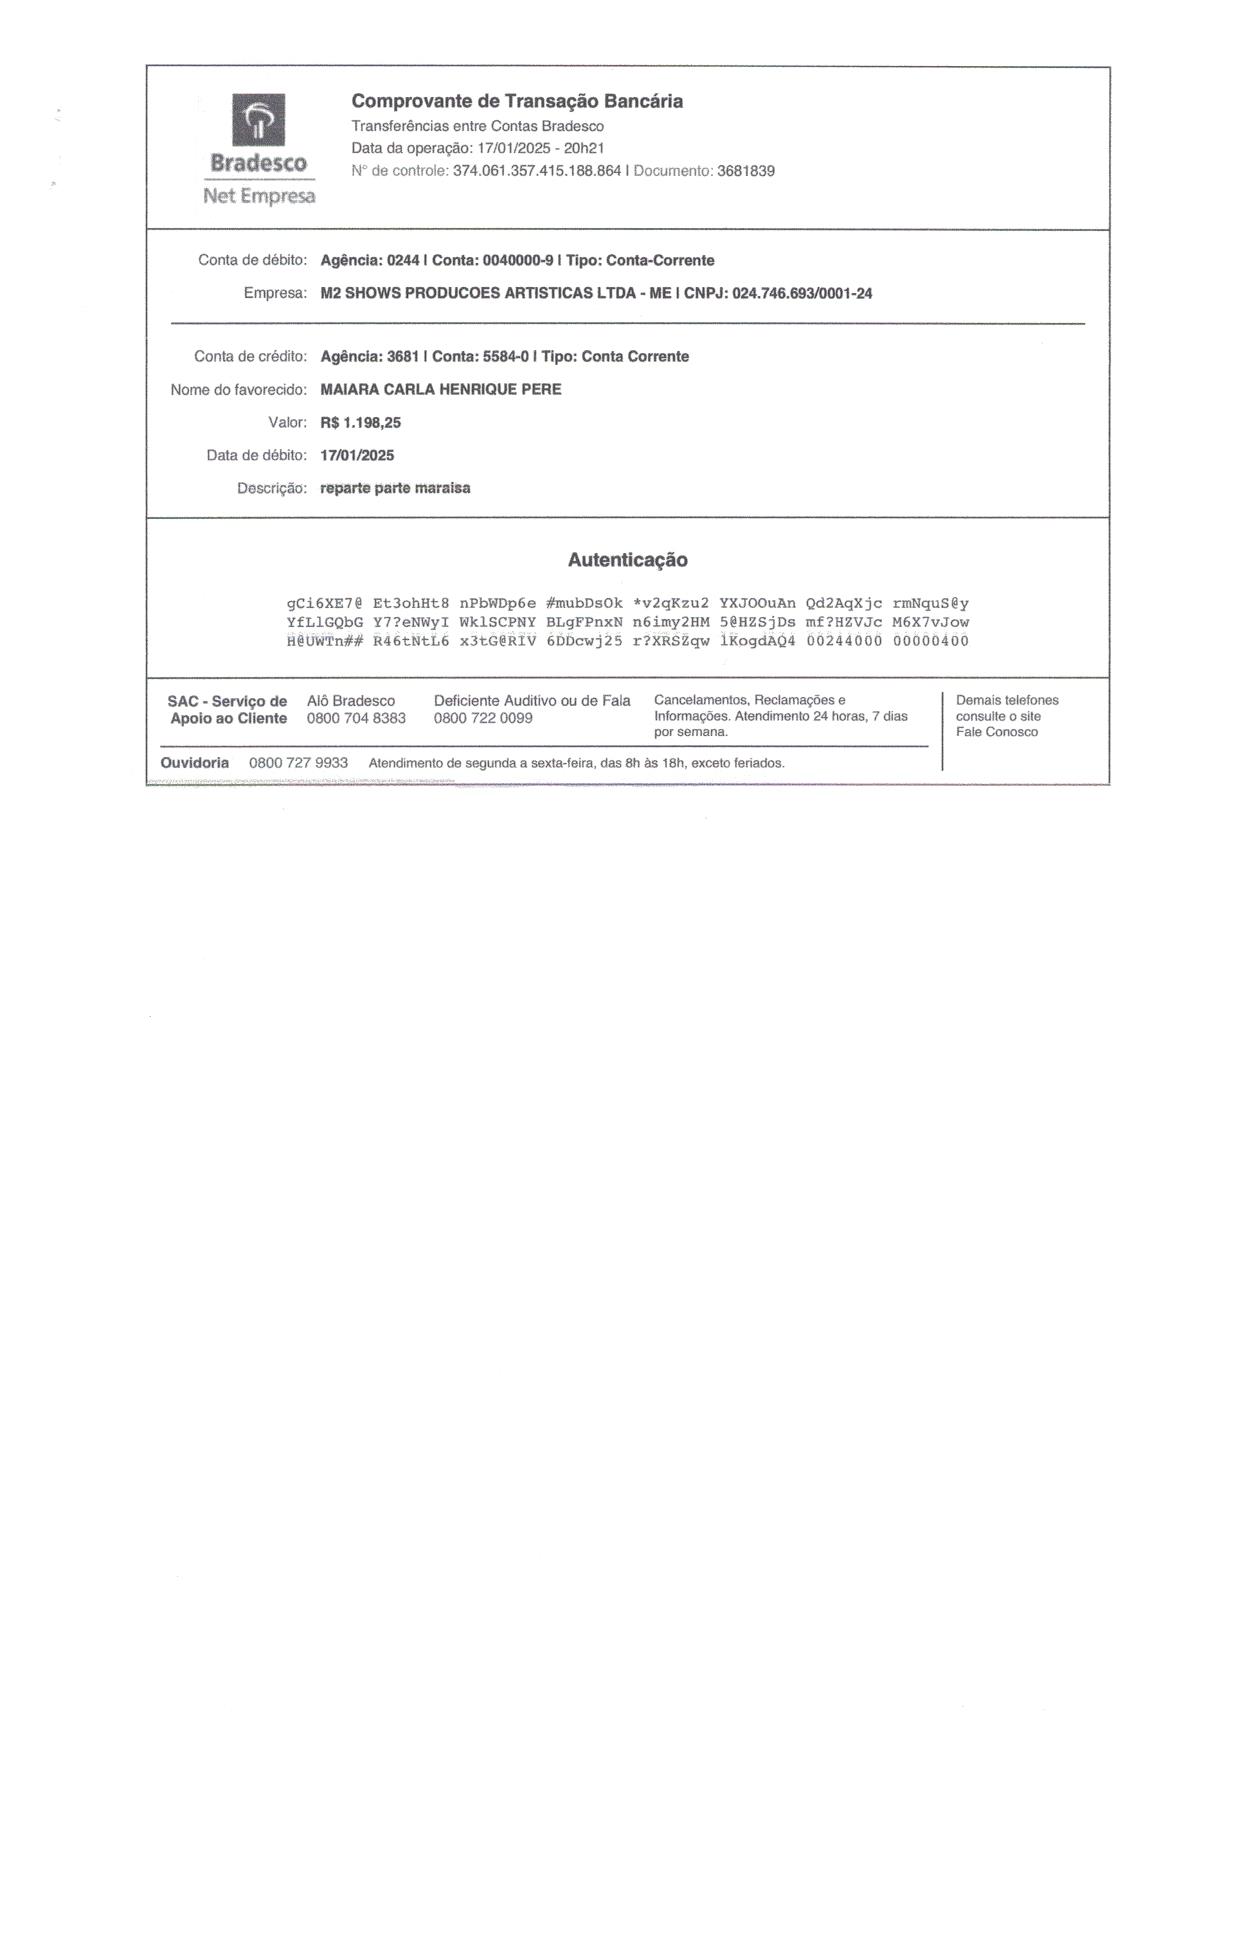 Bradesco
Net Empresa
Comprovante de Transação Bancária
Transferências entre Contas Bradesco
Data da operação: 17/01/2025 - 20h21
N° de controle: 374.061.357.415.188.864 | Documento: 3681839
Conta de débito: Agência: 0244 | Conta: 0040000-9 | Tipo: Conta-Corrente
Empresa: M2 SHOWS PRODUCOES ARTISTICAS LTDA - ME | CNPJ: 024.746.693/0001-24
Conta de crédito: Agência: 3681 | Conta: 5584-0 | Tipo: Conta Corrente
Nome do favorecido: MAIARA CARLA HENRIQUE PERE
Valor: R$ 1.198,25
Data de débito: 17/01/2025
Descrição: reparte parte maraisa
Autenticação
gCi6XE7@ Et3ohHt8 nPbWDp6e #mubDsOk *v2qKzu2 YXJOOuAn Qd2AqXjc rmNquS@y
YfLlGQbG Y7?eNWyI WklSCPNY BLgFPnxN n6imy2HM 5@HZSjDs mf?HZVJc M6X7vJow
H@UWTn## R46tNtL6 x3tG@RIV 6DDcwj25 r?XRSZqw lKogdAQ4 00244000 00000400
SAC - Serviço de
Apoio ao Cliente
Alô Bradesco
0800 704 8383
Deficiente Auditivo ou de Fala
0800 722 0099
Cancelamentos, Reclamações e
Informações. Atendimento 24 horas, 7 dias
por semana.
Demais telefones
consulte o site
Fale Conosco
Ouvidoria 0800 727 9933 Atendimento de segunda a sexta-feira, das 8h às 18h, exceto feriados.